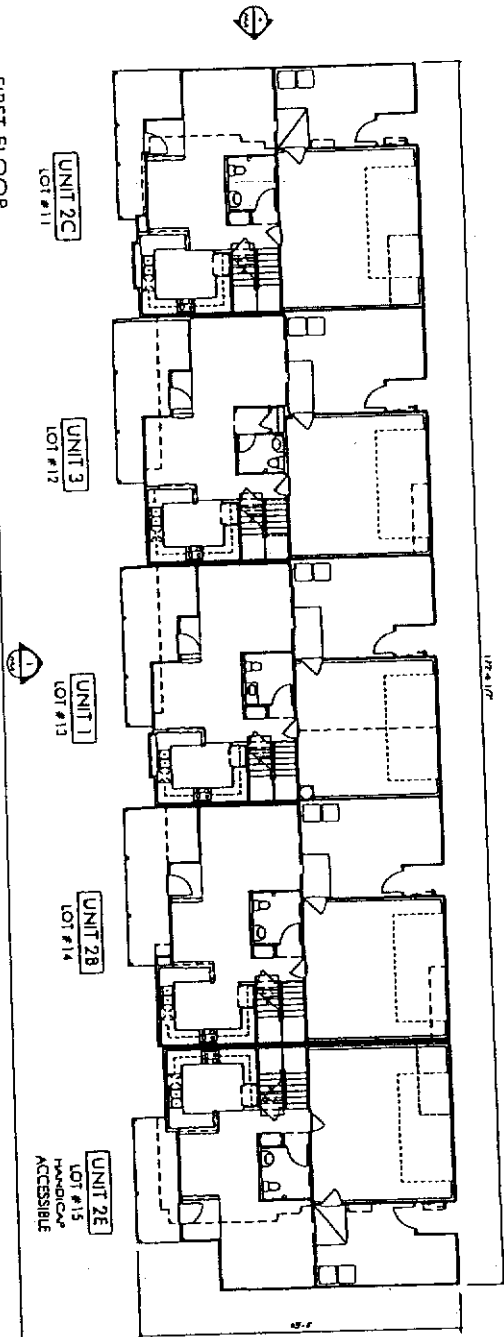 UNIT 2C
LOT #11
UNIT 3
LOT #12
UNIT 1
LOT #13
UNIT 2B
LOT #14
UNIT 2E
LOT #15
HANDICAP
ACCESSIBLE
FIRST FLOOR